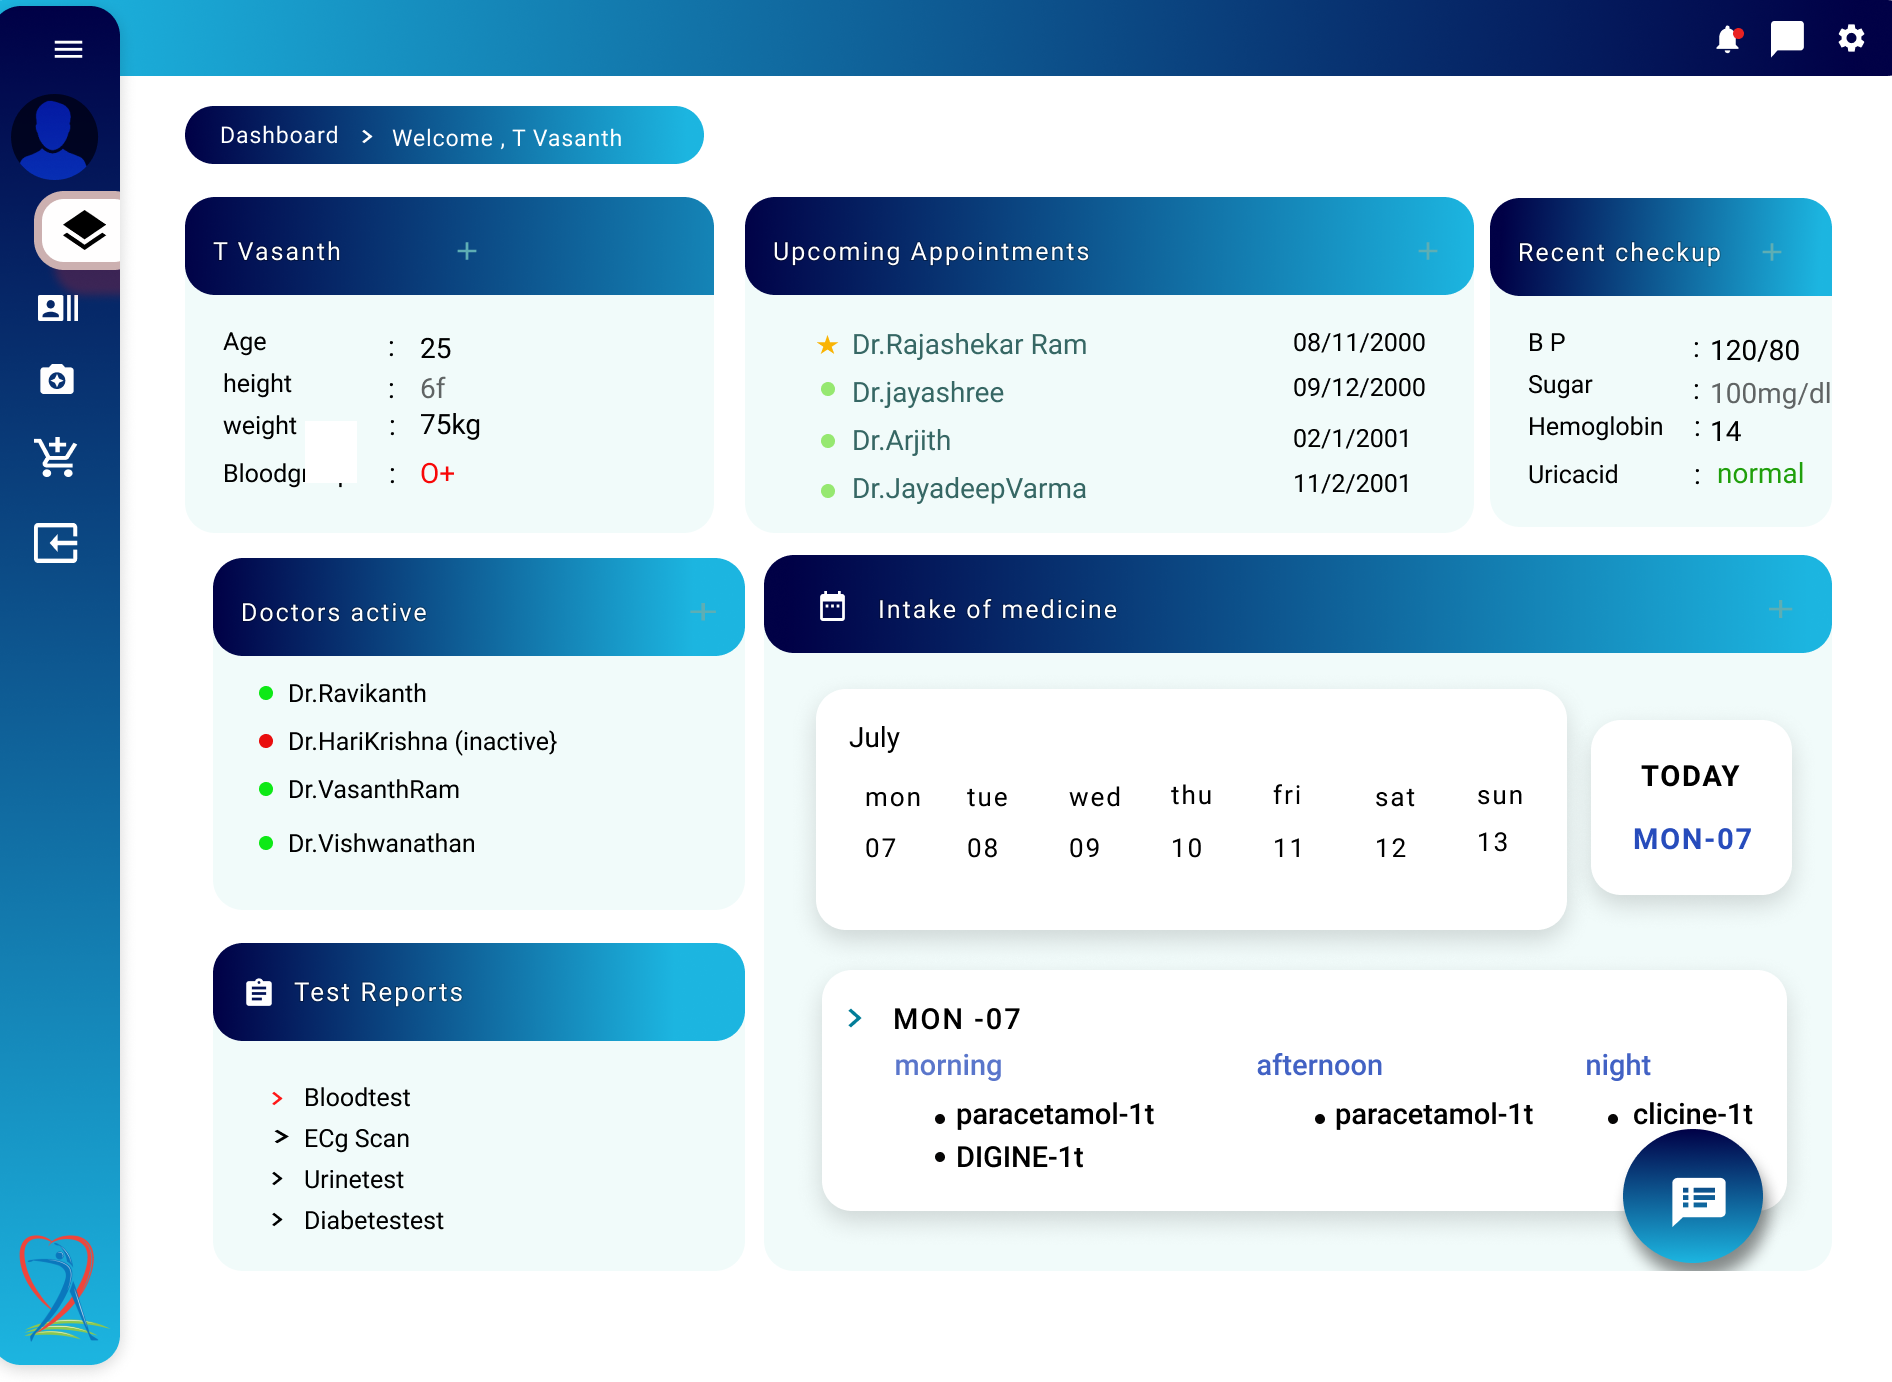 Dashboard > Welcome , T Vasanth
T Vasanth +
Age : 25
height : 6f
weight : 75kg
: O+
Upcoming Appointments +
Dr.Rajashekar Ram 08/11/2000
Dr.jayashree 09/12/2000
Dr.Arjith 02/1/2001
Dr.JayadeepVarma 11/2/2001
Recent checkup +
B P : 120/80
Sugar : 100mg/dl
Hemoglobin : 14
Uricacid : normal
Doctors active +
Dr.Ravikanth
Dr.HariKrishna (inactive}
Dr.VasanthRam
Dr.Vishwanathan
Test Reports
> Bloodtest
> ECg Scan
> Urinetest
> Diabetestest
Intake of medicine +
July
mon tue wed thu fri sat sun
07 08 09 10 11 12 13
TODAY
MON-07
> MON -07
morning afternoon night
• paracetamol-1t • paracetamol-1t • clicine-1t
• DIGINE-1t